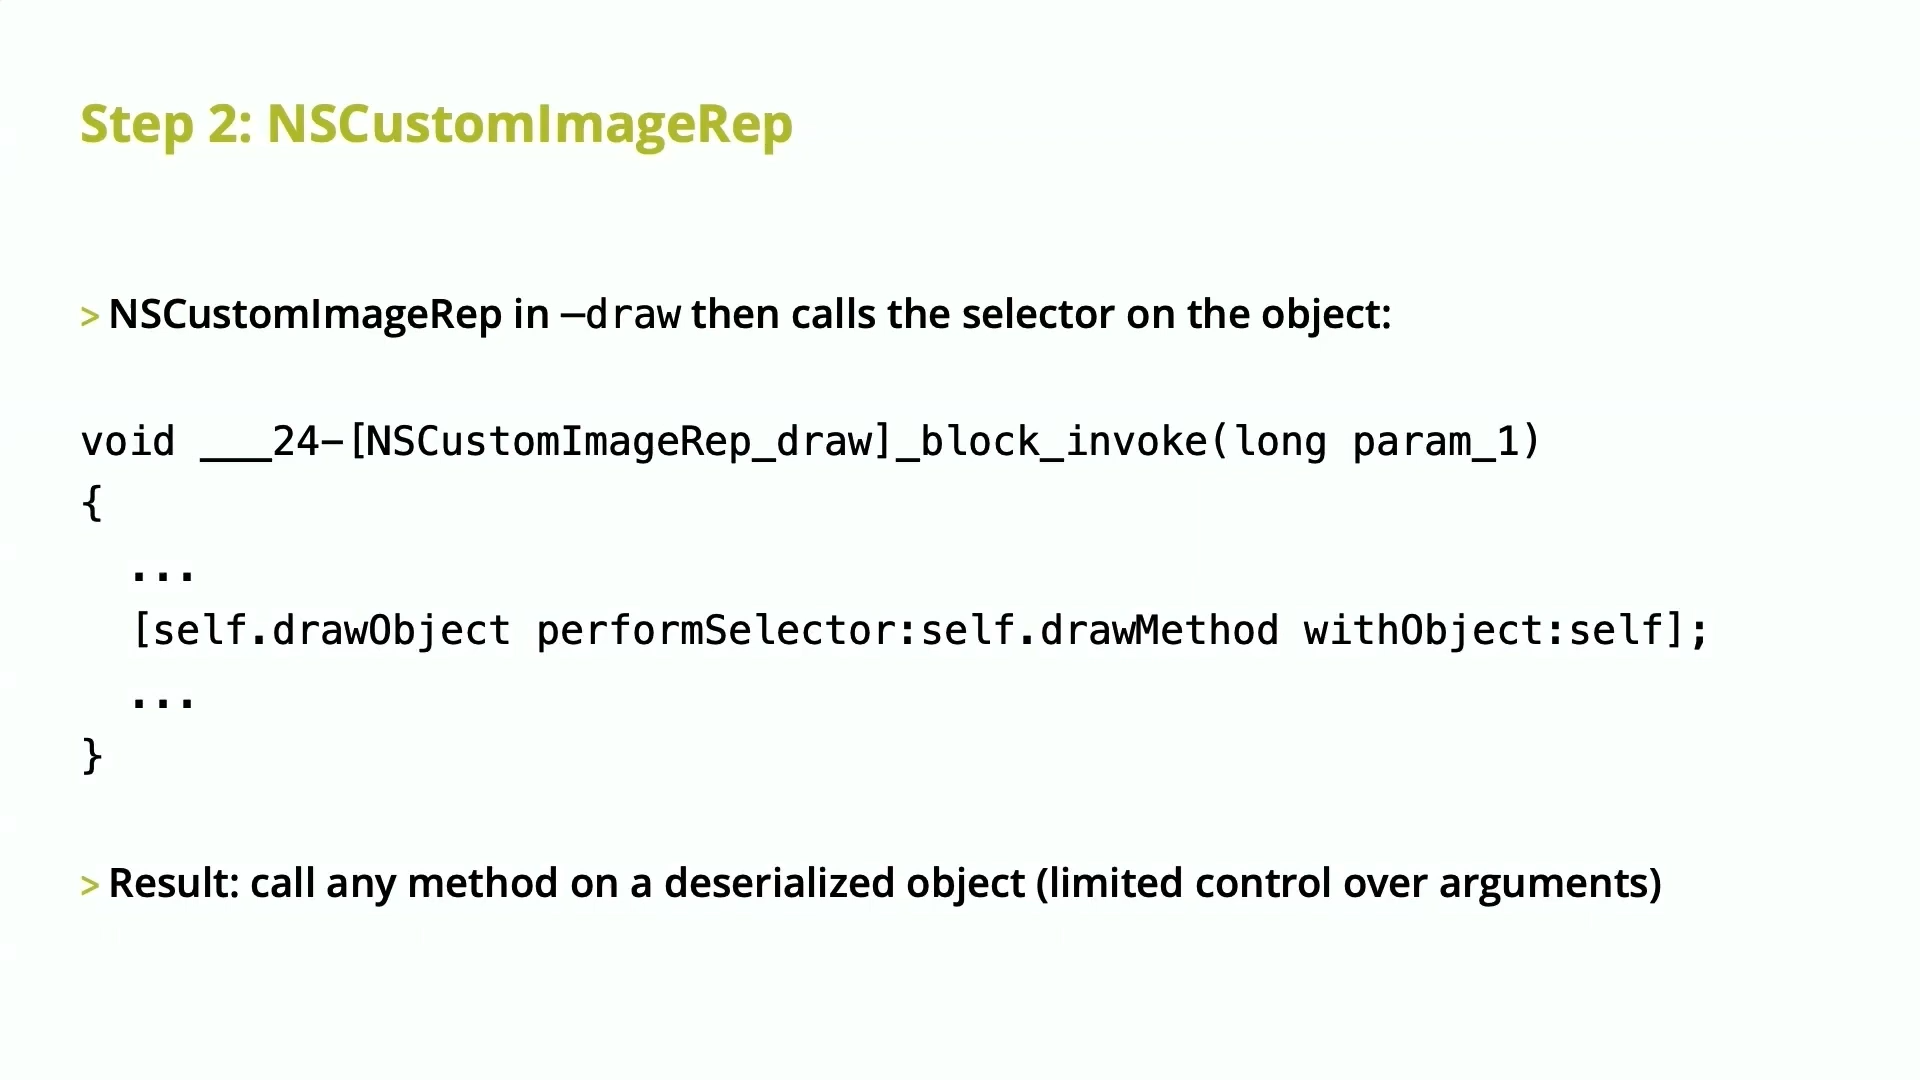 Step 2: NSCustomImageRep
> NSCustomImageRep in –draw then calls the selector on the object:
void ___24-[NSCustomImageRep_draw]_block_invoke(long param_1)
{
...
[self.drawObject performSelector:self.drawMethod withObject:self];
...
}
> Result: call any method on a deserialized object (limited control over arguments)